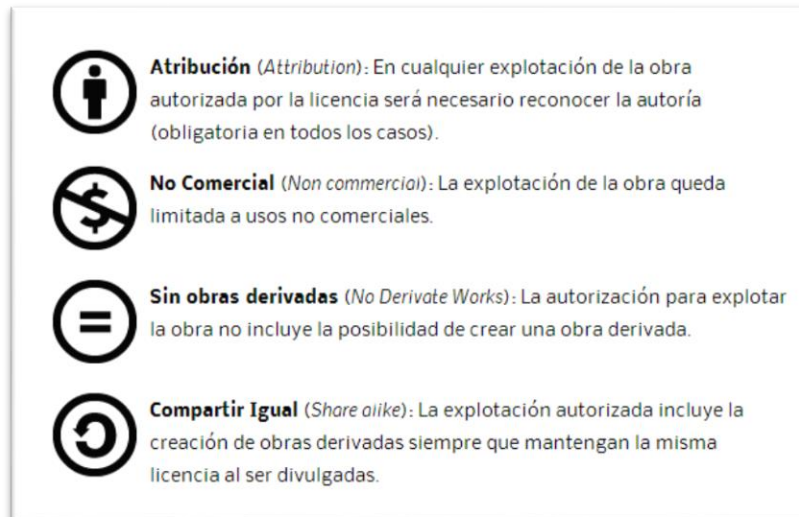 Atribución (Attribution): En cualquier explotación de la obra
autorizada por la licencia será necesario reconocer la autoría
(obligatoria en todos los casos).
No Comercial (Non commercial): La explotación de la obra queda
limitada a usos no comerciales.
Sin obras derivadas (No Derivate Works): La autorización para explotar
la obra no incluye la posibilidad de crear una obra derivada.
Compartir Igual (Share alike): La explotación autorizada incluye la
creación de obras derivadas siempre que mantengan la misma
licencia al ser divulgadas.